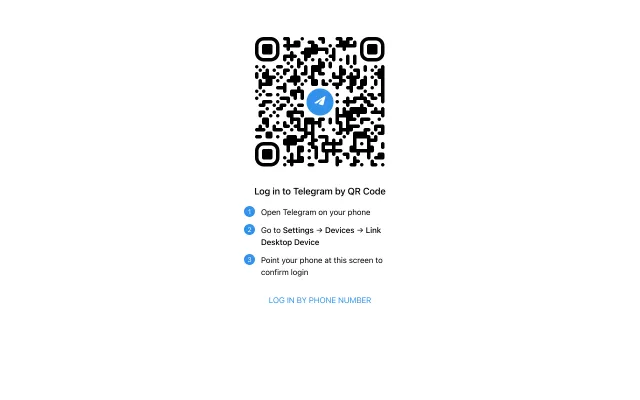 Log in to Telegram by QR Code
1 Open Telegram on your phone
2 Go to Settings → Devices → Link
Desktop Device
3 Point your phone at this screen to
confirm login
LOG IN BY PHONE NUMBER